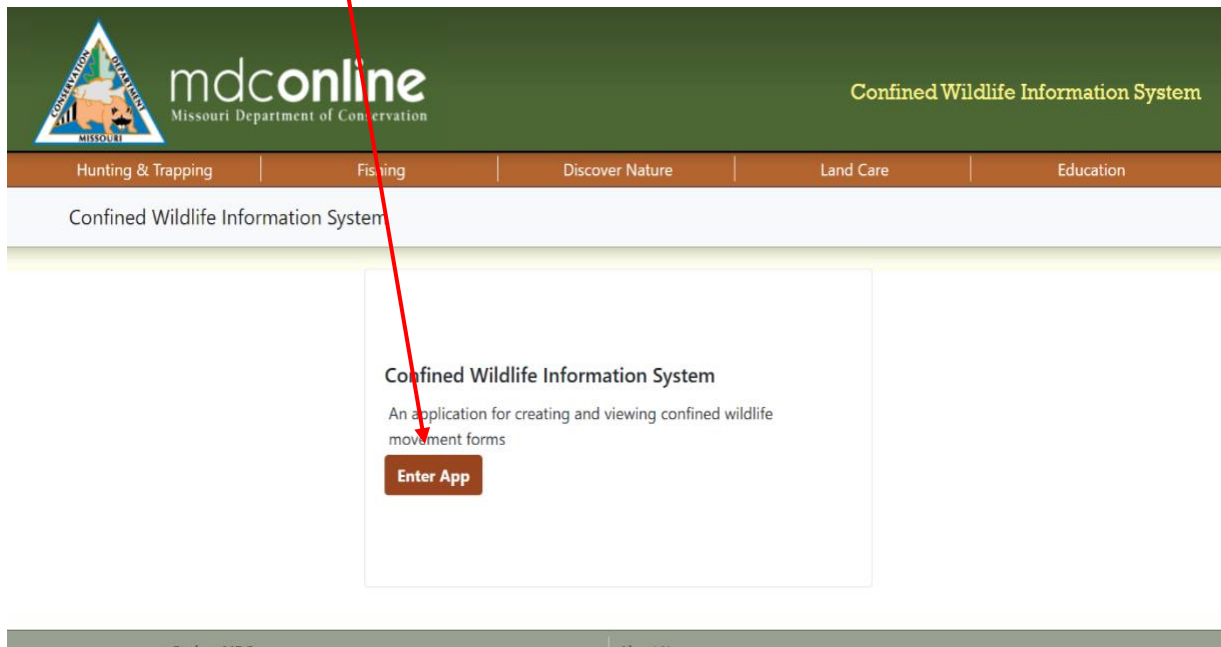 CONSERVATION
DEPARTMENT
MISSOURI
mdconline
Missouri Department of Conservation
Confined Wildlife Information System
Hunting & Trapping
Fishing
Discover Nature
Land Care
Education
Confined Wildlife Information System
Confined Wildlife Information System
An application for creating and viewing confined wildlife
movement forms
Enter App